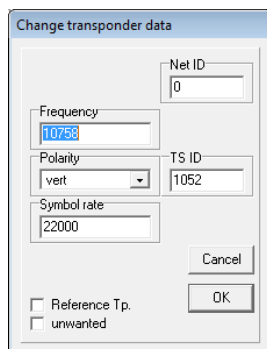 Change transponder data
Net ID
0
Frequency
10758
Polarity
TS ID
vert
1052
Symbol rate
22000
Cancel
OK
Reference Tp.
unwanted